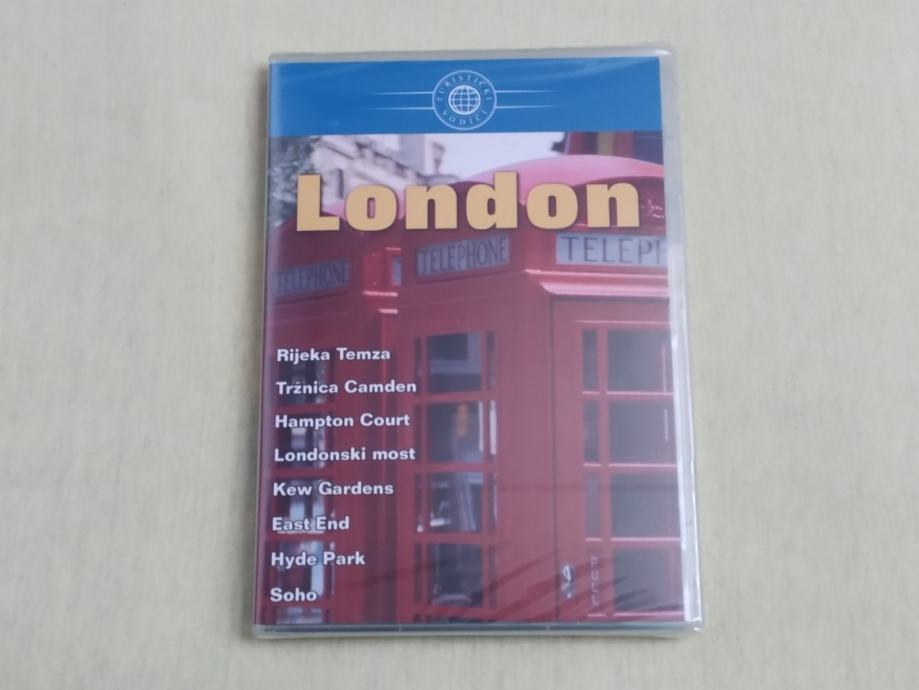 TURISTIČKI
VODIČI
London
TELEPHONE
TELEPHONE
TELEPH
Rijeka Temza
Tržnica Camden
Hampton Court
Londonski most
Kew Gardens
East End
Hyde Park
Soho